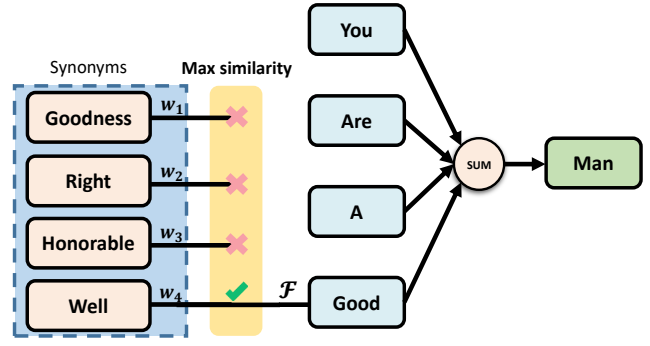 Synonyms
Max similarity
Goodness
w₁
Right
w₂
Honorable
w₃
Well
w₄
ℱ
You
Are
A
Good
SUM
Man